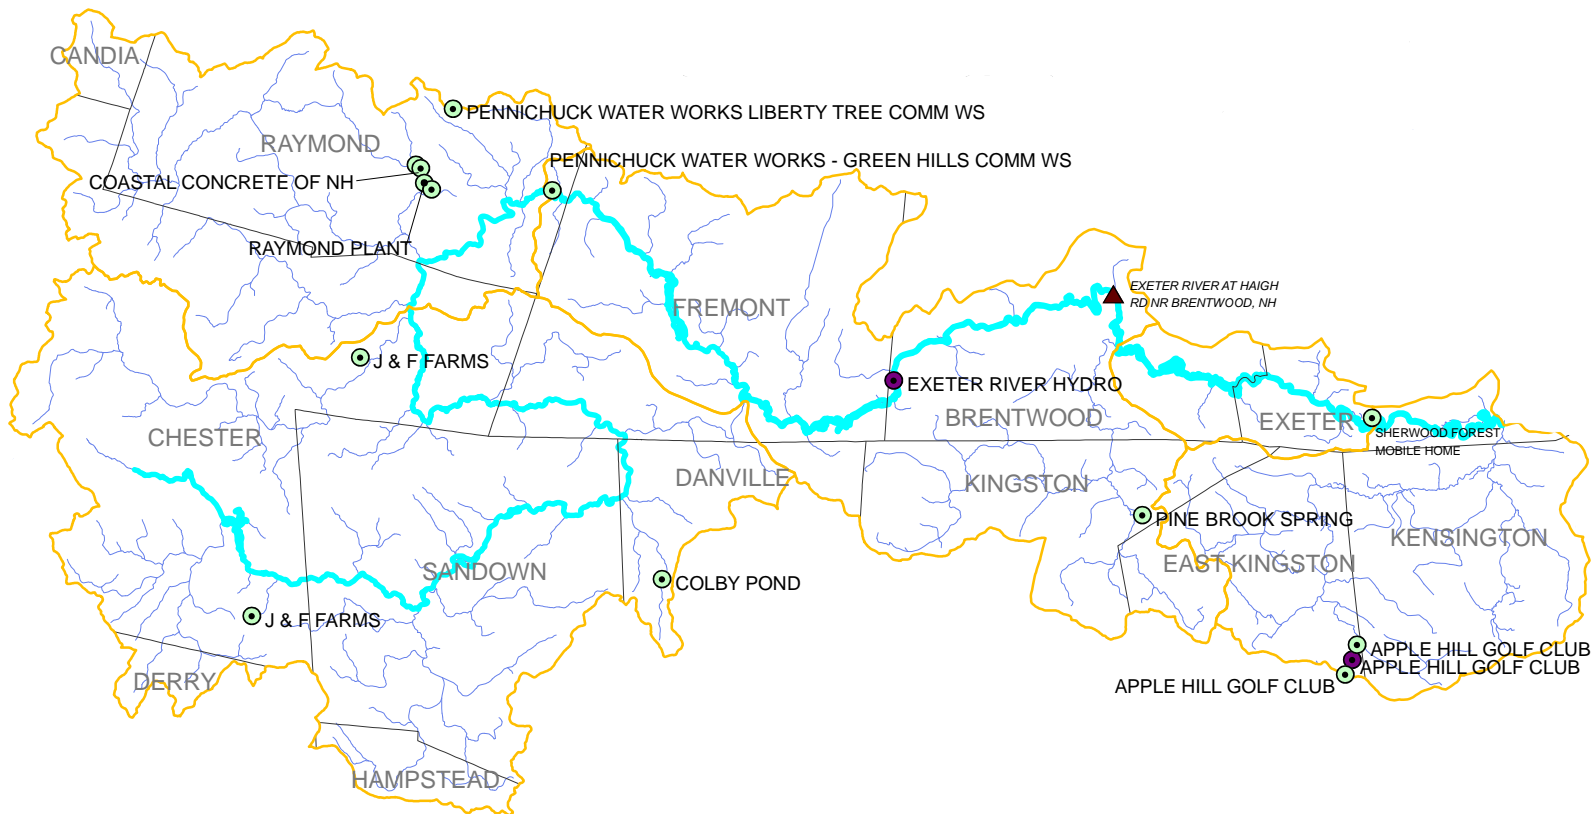 CANDIA
PENNICHUCK WATER WORKS LIBERTY TREE COMM WS
RAYMOND
PENNICHUCK WATER WORKS - GREEN HILLS COMM WS
COASTAL CONCRETE OF NH
RAYMOND PLANT
EXETER RIVER AT HAIGH
RD NR BRENTWOOD, NH
FREMONT
J & F FARMS
EXETER RIVER HYDRO
BRENTWOOD
EXETER
SHERWOOD FOREST
MOBILE HOME
CHESTER
DANVILLE
KINGSTON
PINE BROOK SPRING
KENSINGTON
EAST KINGSTON
SANDOWN
COLBY POND
J & F FARMS
APPLE HILL GOLF CLUB
APPLE HILL GOLF CLUB
APPLE HILL GOLF CLUB
DERRY
HAMPSTEAD